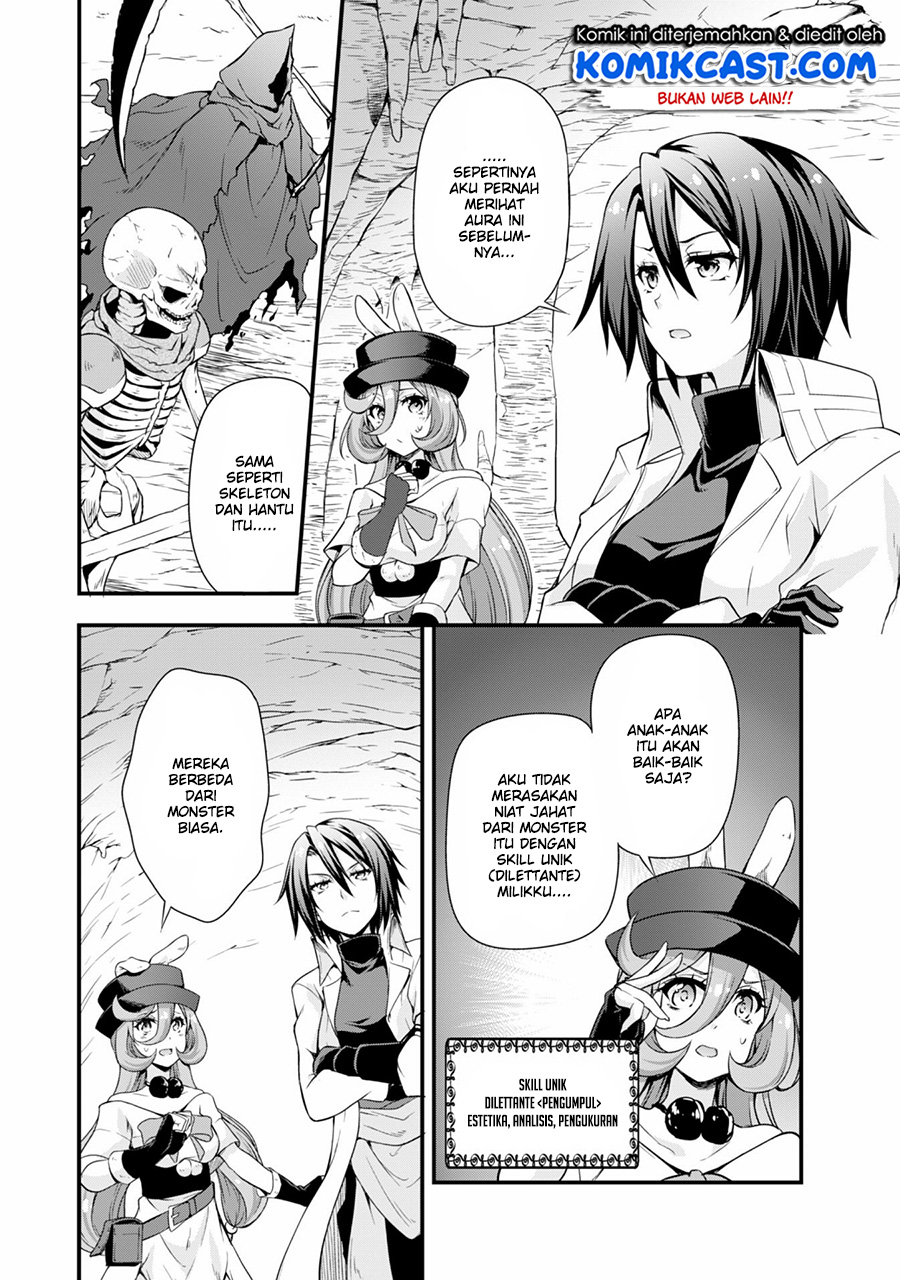 Komik ini diterjemahkan & diedit oleh
KOMIKCAST.COM
BUKAN WEB LAIN!!
.....
SEPERTINYA
AKU PERNAH
MERIHAT
AURA INI
SEBELUM-
NYA...
SAMA
SEPERTI
SKELETON
DAN HANTU
ITU.....
APA
ANAK-ANAK
ITU AKAN
BAIK-BAIK
SAJA?
AKU TIDAK
MERASAKAN
NIAT JAHAT
DARI MONSTER
ITU DENGAN
SKILL UNIK
(DILETTANTE)
MILIKKU....
SKILL UNIK
DILETTANTE <PENGUMPUL>
ESTETIKA, ANALISIS, PENGUKURAN
MEREKA
BERBEDA
DARI
MONSTER
BIASA.